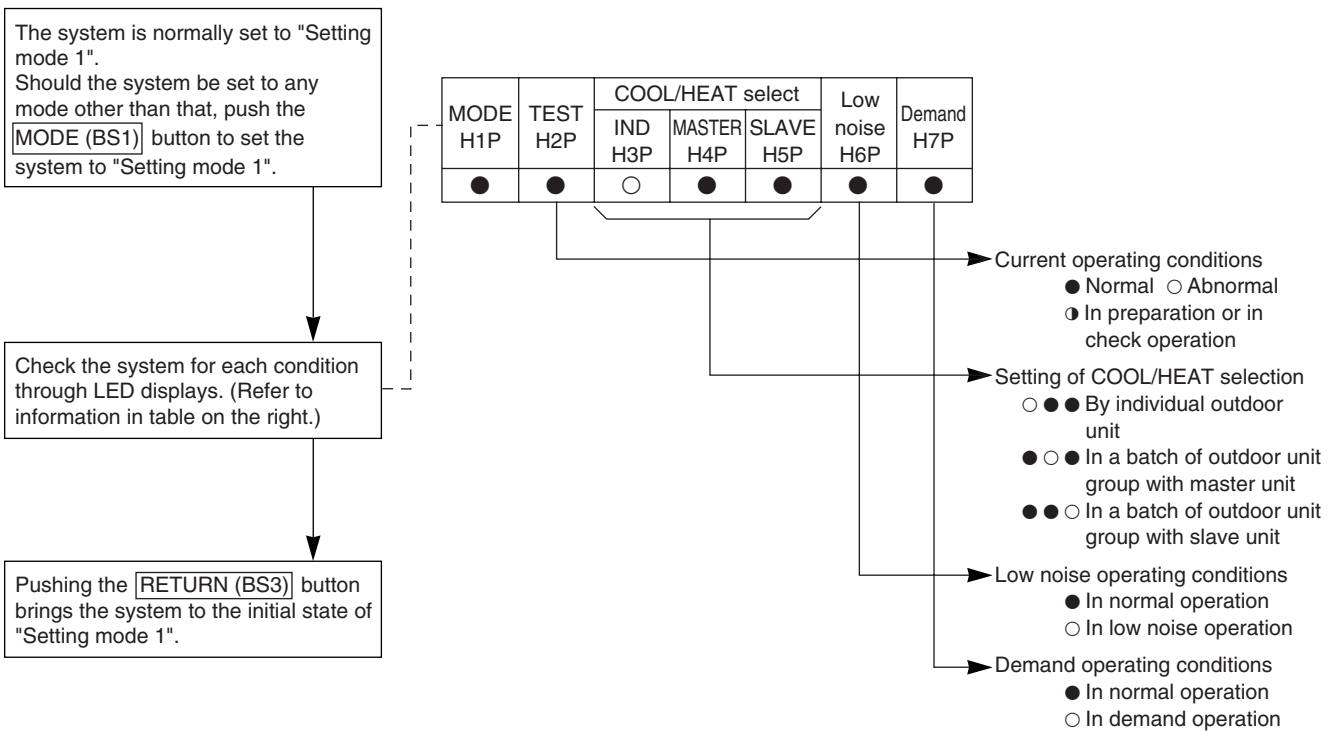 The system is normally set to "Setting
mode 1".
Should the system be set to any
mode other than that, push the
MODE (BS1) button to set the
system to "Setting mode 1".
Check the system for each condition
through LED displays. (Refer to
information in table on the right.)
Pushing the RETURN (BS3) button
brings the system to the initial state of
"Setting mode 1".
MODE
H1P
TEST
H2P
COOL/HEAT select
IND
H3P
MASTER
H4P
SLAVE
H5P
Low
noise
H6P
Demand
H7P
● ● ○ ● ● ● ●
Current operating conditions
● Normal ○ Abnormal
◑ In preparation or in
check operation
Setting of COOL/HEAT selection
○ ● ● By individual outdoor
unit
● ○ ● In a batch of outdoor unit
group with master unit
● ● ○ In a batch of outdoor unit
group with slave unit
Low noise operating conditions
● In normal operation
○ In low noise operation
Demand operating conditions
● In normal operation
○ In demand operation